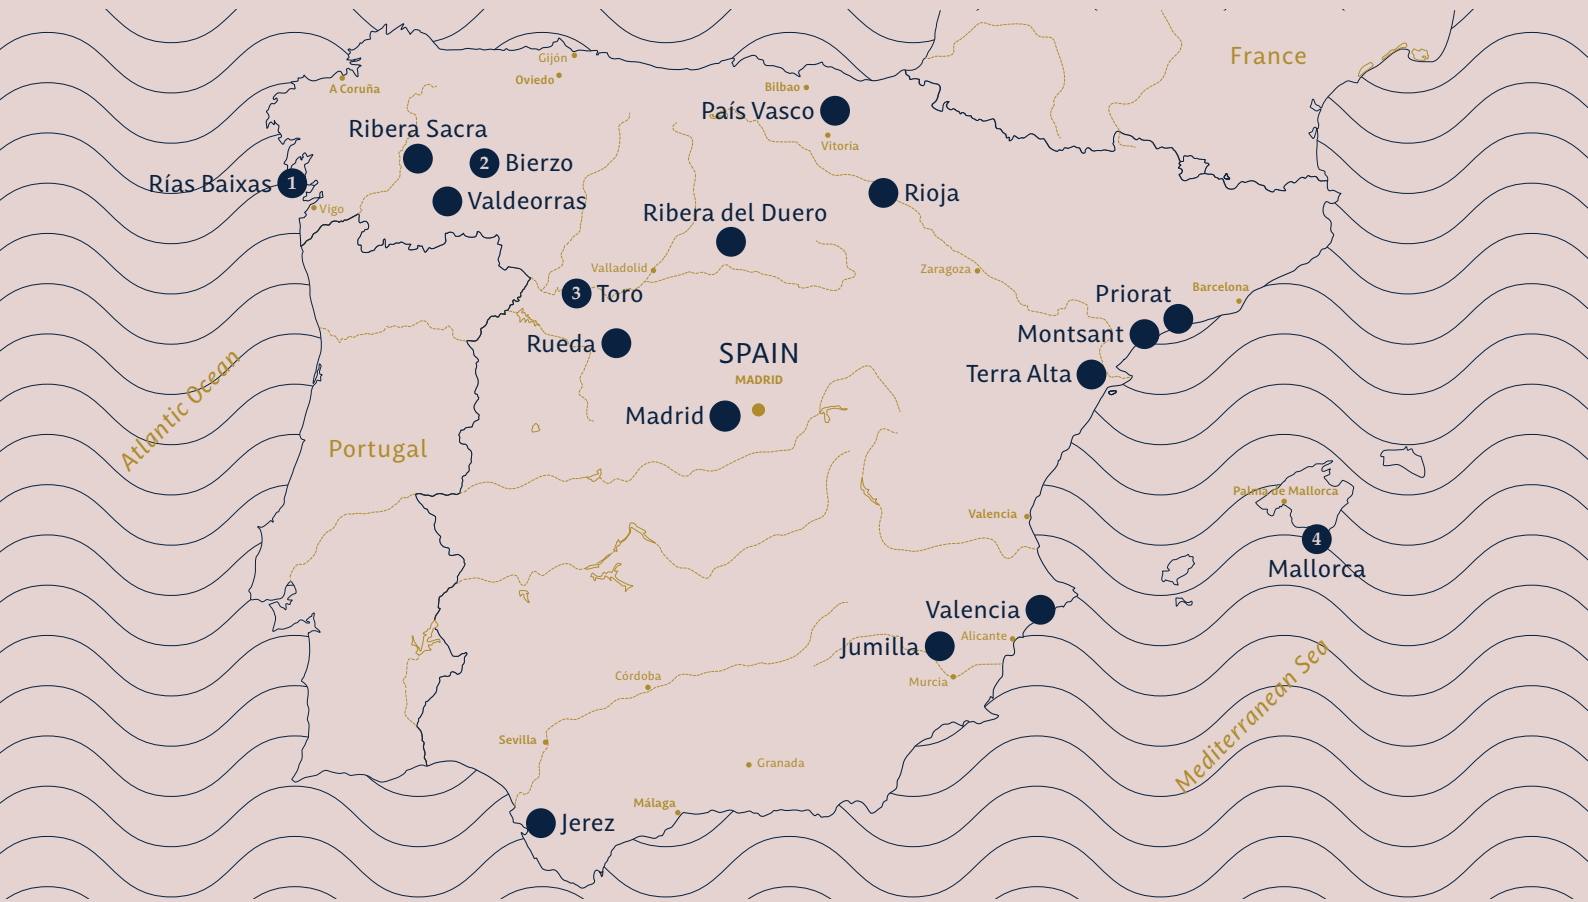 France
Gijón
Oviedo
A Coruña
Bilbao
País Vasco
Ribera Sacra
Vitoria
2 Bierzo
Rías Baixas 1
Valdeorras
Rioja
Vigo
Ribera del Duero
Valladolid
Zaragoza
3 Toro
Priorat
Barcelona
Montsant
Rueda
SPAIN
MADRID
Terra Alta
Atlantic Ocean
Madrid
Portugal
Palma de Mallorca
Valencia
4
Mallorca
Valencia
Jumilla
Alicante
Murcia
Córdoba
Mediterranean Sea
Sevilla
Granada
Málaga
Jerez